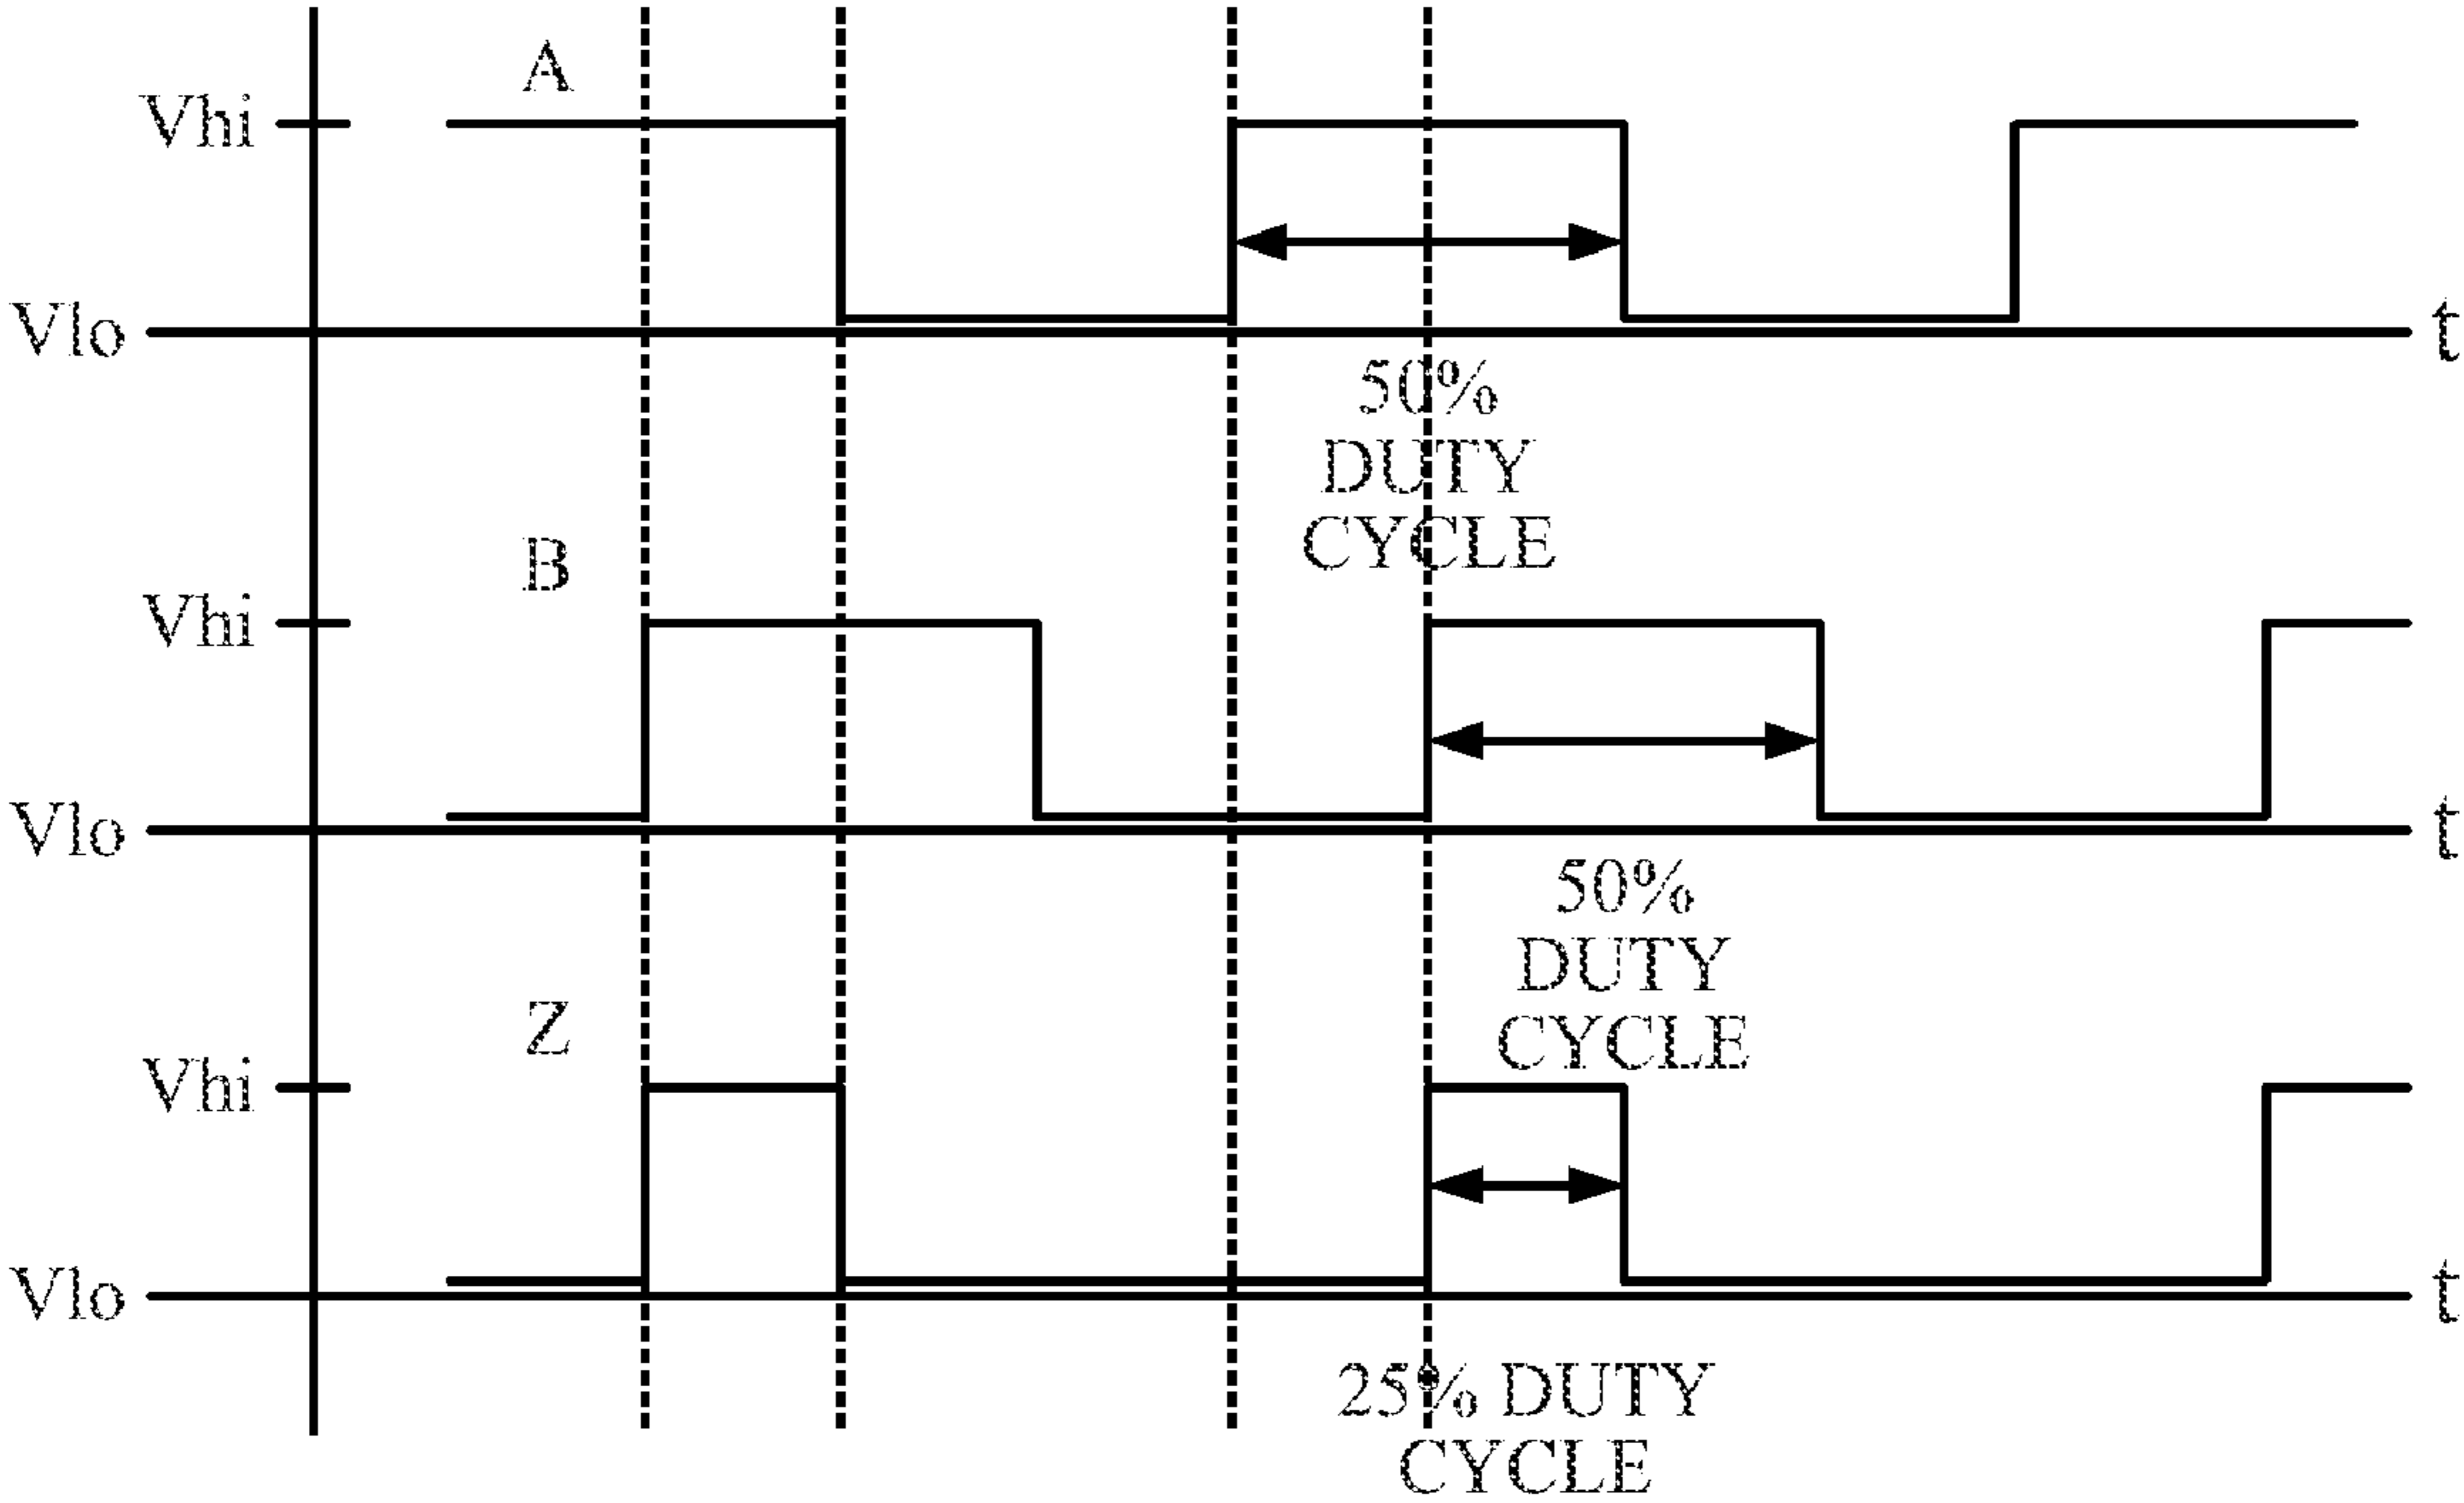 A
Vhi
Vlo
t
50%
DUTY
CYCLE
B
Vhi
Vlo
t
50%
DUTY
CYCLE
Z
Vhi
Vlo
t
25% DUTY
CYCLE